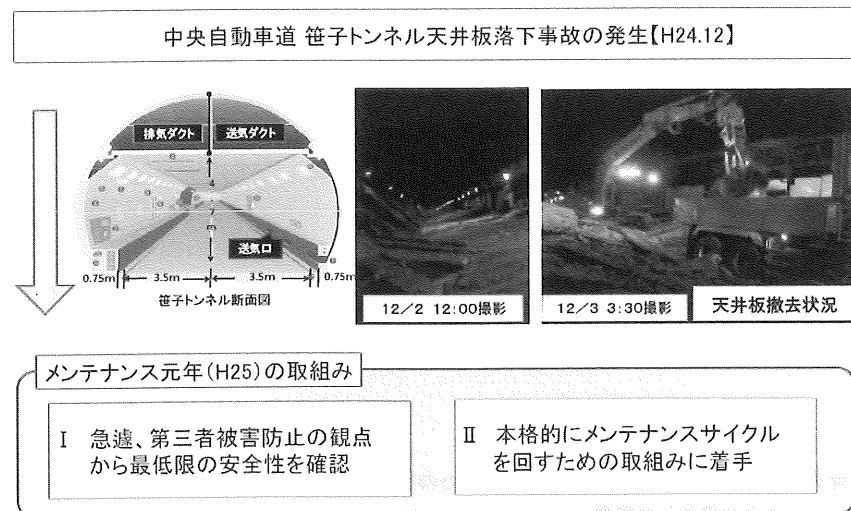 中央自動車道 笹子トンネル天井板落下事故の発生【H24.12】
排気ダクト
送気ダクト
送気口
0.75m
3.5m
3.5m
0.75m
笹子トンネル断面図
12／2 12:00撮影
12／3 3:30撮影
天井板撤去状況
メンテナンス元年(H25)の取組み
Ⅰ 急遽、第三者被害防止の観点
から最低限の安全性を確認
Ⅱ 本格的にメンテナンスサイクル
を回すための取組みに着手